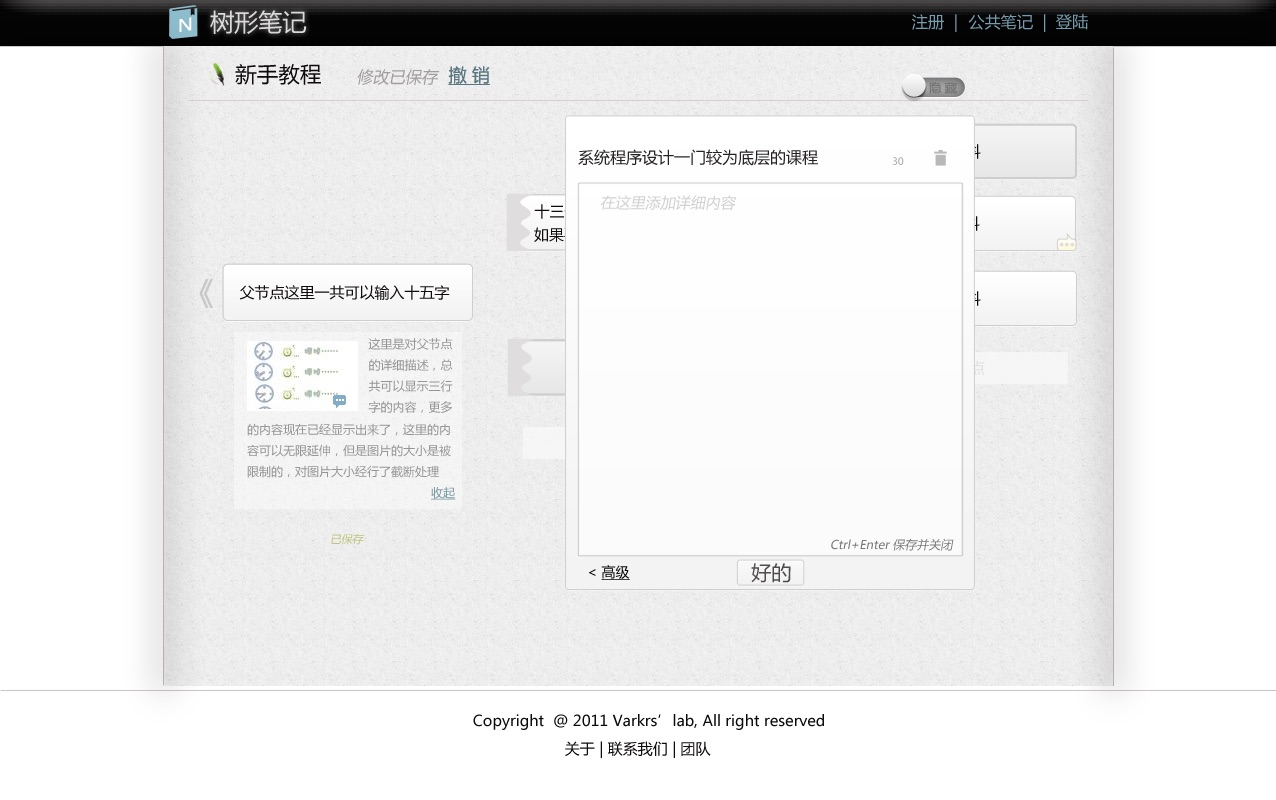 N 树形笔记
注册 | 公共笔记 | 登陆
新手教程 修改已保存 撤 销
隐 藏
系统程序设计一门较为底层的课程 30
在这里添加详细内容
十三
如果
父节点这里一共可以输入十五字
这里是对父节点
的详细描述，总
共可以显示三行
字的内容，更多
的内容现在已经显示出来了，这里的内
容可以无限延伸，但是图片的大小是被
限制的，对图片大小经行了截断处理
收起
已保存
点
Ctrl+Enter 保存并关闭
< 高级 好的
Copyright @ 2011 Varkrs’ lab, All right reserved
关于 | 联系我们 | 团队